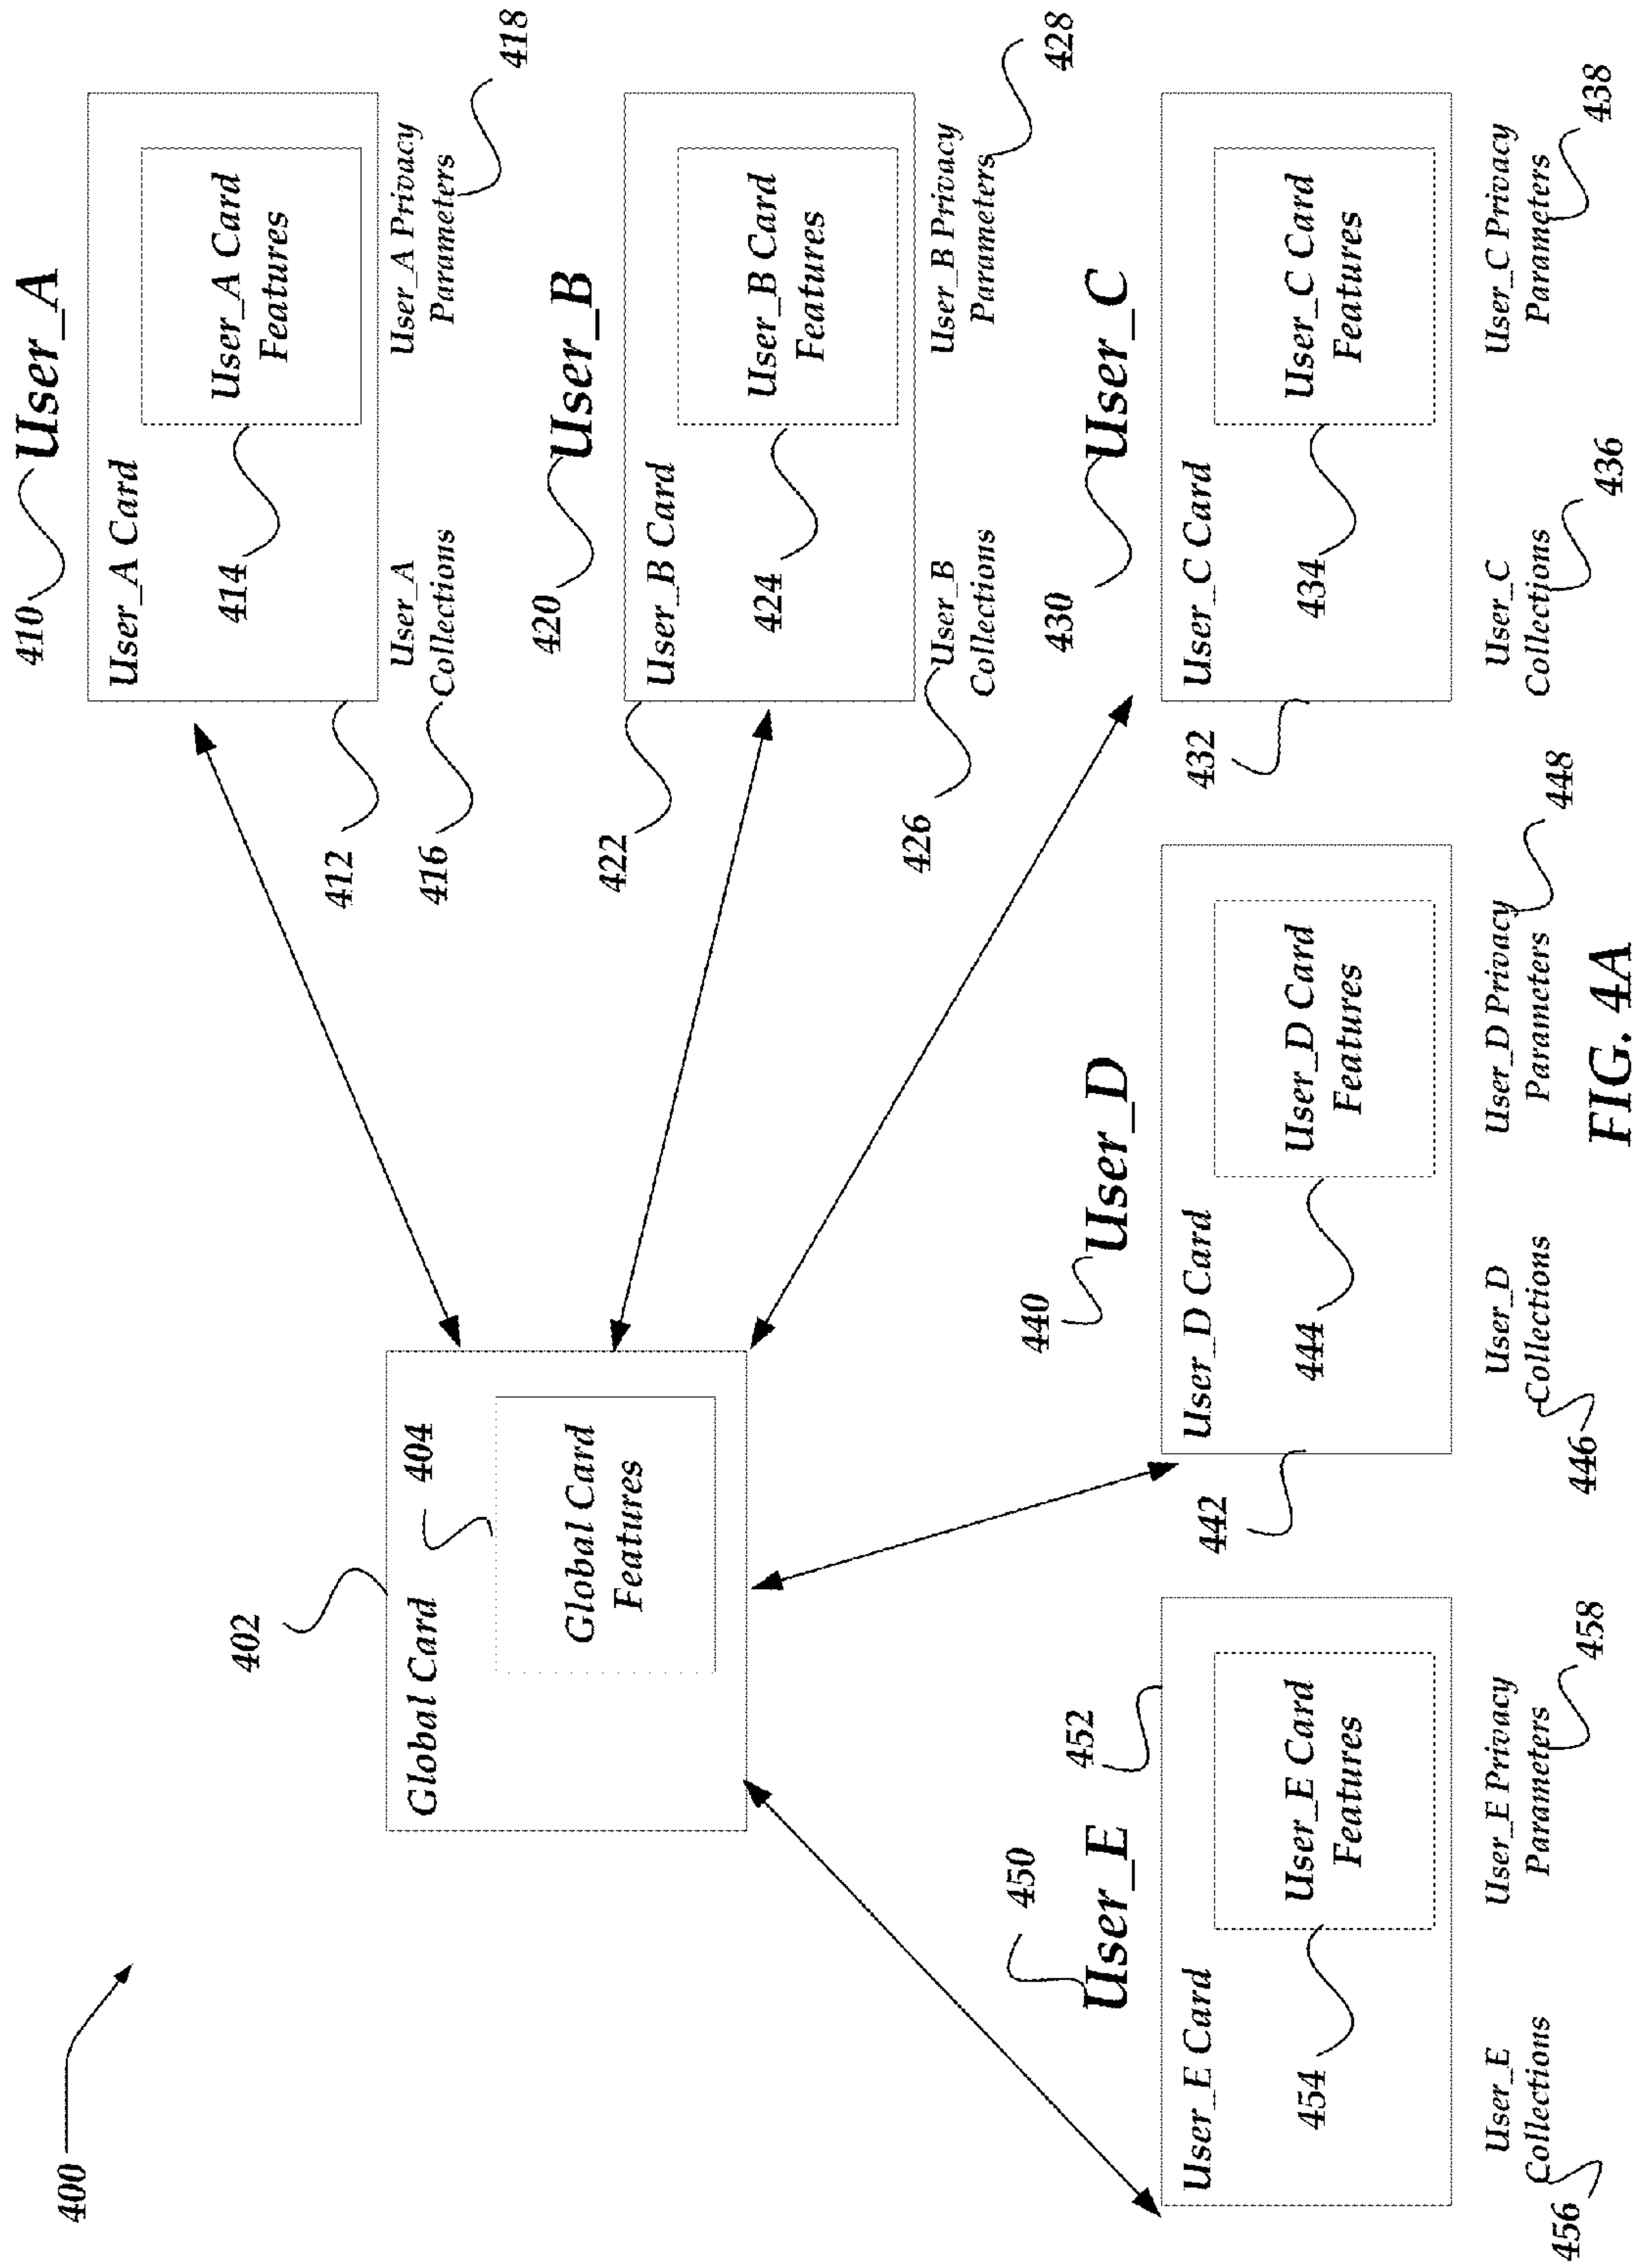 400
402
Global Card
404
Global Card
Features
410
User_A
User_A Card
414
User_A Card
Features
412
416
User_A
Collections
User_A Privacy
Parameters
418
420
User_B
User_B Card
424
User_B Card
Features
422
426
User_B
Collections
User_B Privacy
Parameters
428
430
User_C
User_C Card
434
User_C Card
Features
432
User_C
Collections
436
User_C Privacy
Parameters
438
440
User_D
User_D Card
444
User_D Card
Features
442
User_D
Collections
446
User_D Privacy
Parameters
448
450
User_E
452
User_E Card
454
User_E Card
Features
User_E
Collections
456
User_E Privacy
Parameters
458
FIG. 4A